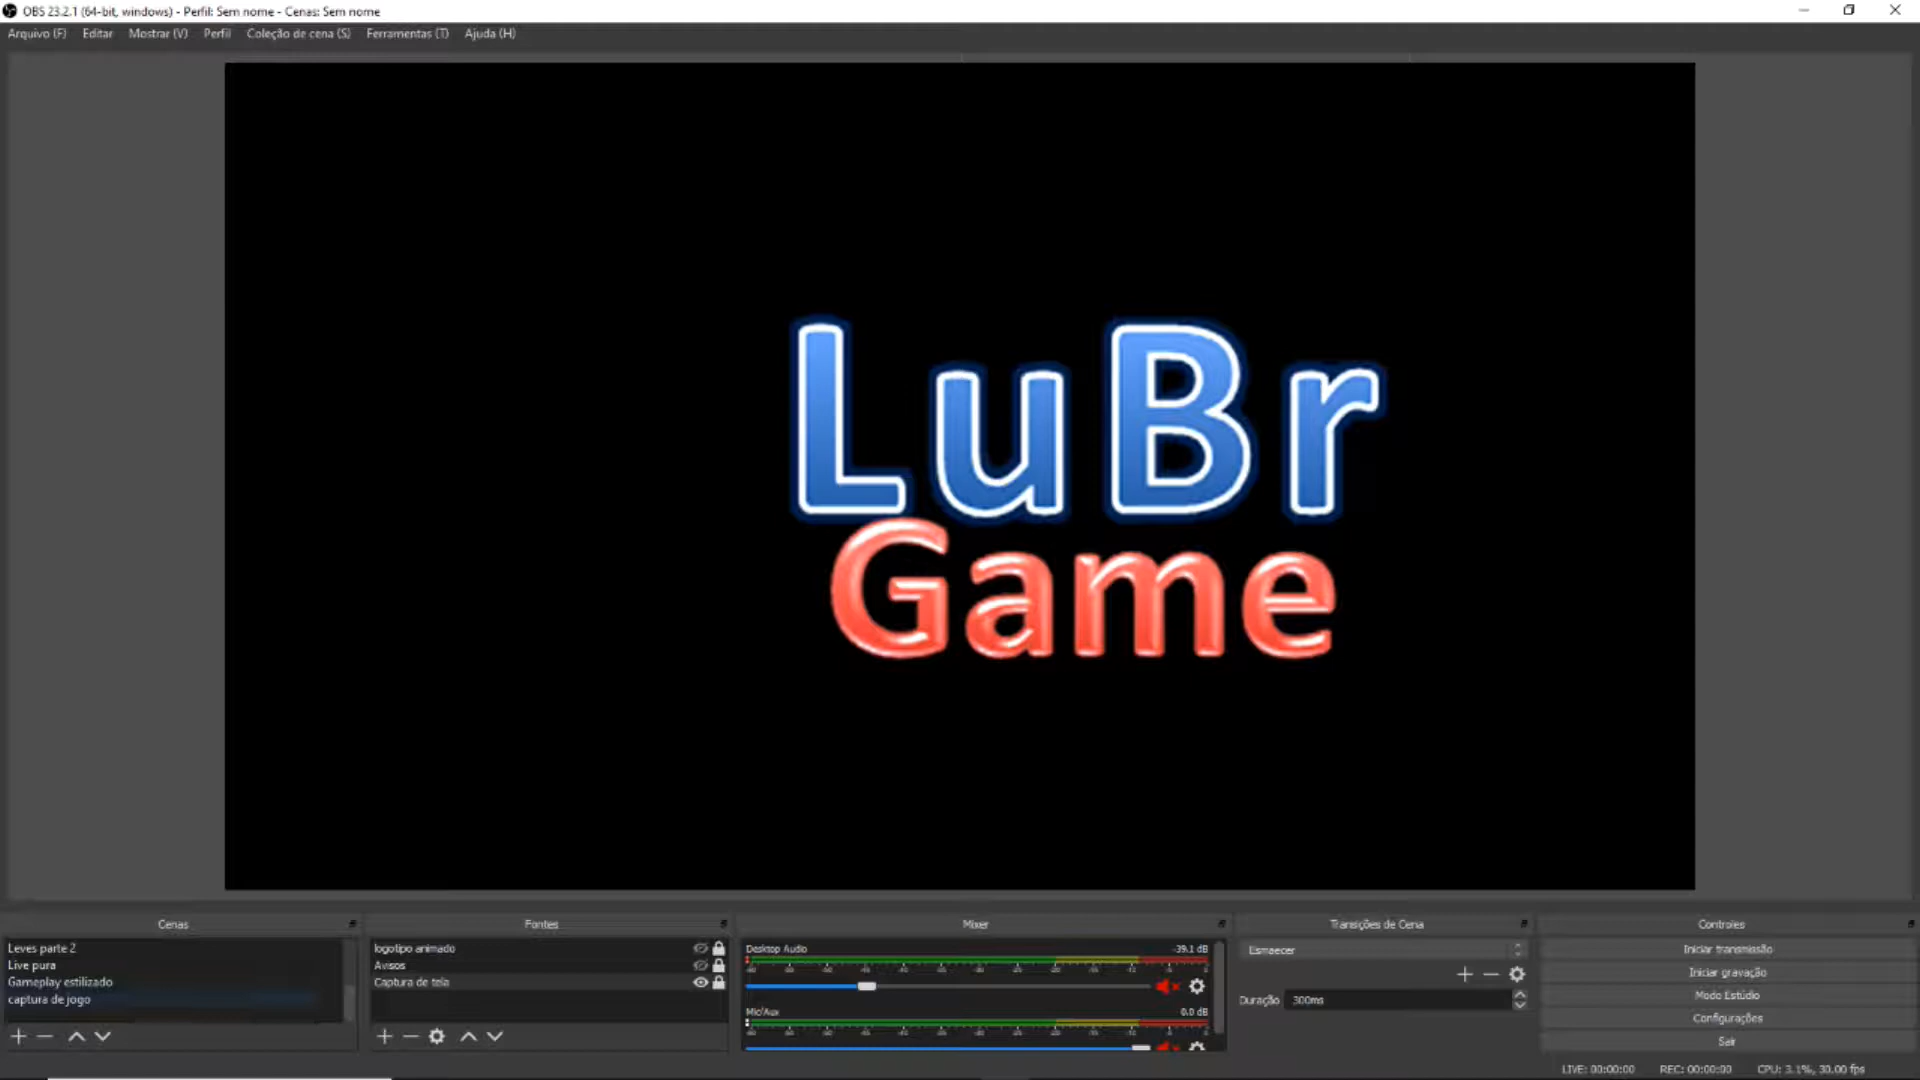 OBS 23.2.1 (64-bit, windows) - Perfil: Sem nome - Cenas: Sem nome
Arquivo (F) Editar Mostrar (V) Perfil Coleção de cena (S) Ferramentas (T) Ajuda (H)
LuBr
Game
Cenas
Leves parte 2
Live pura
Gameplay estilizado
captura de jogo
Fontes
logotipo animado
Avisos
Captura de tela
Mixer
Desktop Audio -39.1 dB
Mic/Aux 0.0 dB
Transições de Cena
Esmaecer
Duração 300ms
Controles
Iniciar transmissão
Iniciar gravação
Modo Estúdio
Configurações
Sair
LIVE: 00:00:00 REC: 00:00:00 CPU: 3.1%, 30.00 fps